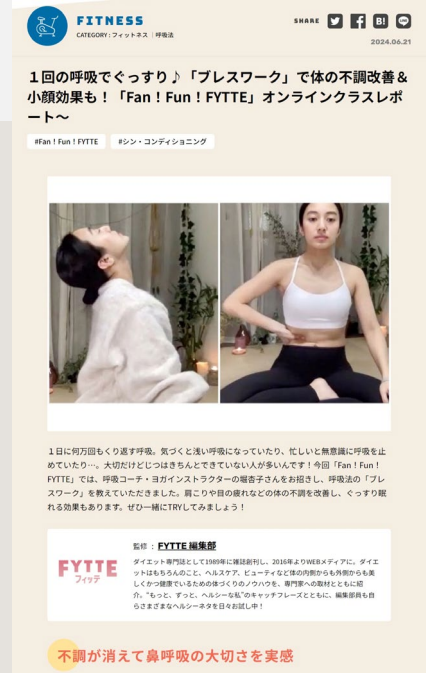 FITNESS
CATEGORY : フィットネス ｜呼吸法
SHARE
B!
LINE
2024.06.21
１回の呼吸でぐっすり♪「ブレスワーク」で体の不調改善＆
小顔効果も！「Fan！Fun！FYTTE」オンラインクラスレポ
ート〜
#Fan！Fun！FYTTE
#シン・コンディショニング
１日に何万回もくり返す呼吸。気づくと浅い呼吸になっていたり、忙しいと無意識に呼吸を止
めていたり…。大切だけどじつはきちんとできていない人が多いんです！今回「Fan！Fun！
FYTTE」では、呼吸コーチ・ヨガインストラクターの堀杏子さんをお招きし、呼吸法の「ブレ
スワーク」を教えていただきました。肩こりや目の疲れなどの体の不調を改善し、ぐっすり眠
れる効果もあります。ぜひ一緒にTRYしてみましょう！
監修 ： FYTTE 編集部
FYTTE
フィッテ
ダイエット専門誌として1989年に雑誌創刊し、2016年よりWEBメディアに。ダイエ
ットはもちろんのこと、ヘルスケア、ビューティなど体の内側からも外側からも美
しくかつ健康でいるための体づくりのノウハウを、専門家への取材とともに紹
介。“もっと、ずっと、ヘルシーな私”のキャッチフレーズとともに、編集部員も自
らさまざまなヘルシーネタを日々お試し中！
不調が消えて鼻呼吸の大切さを実感